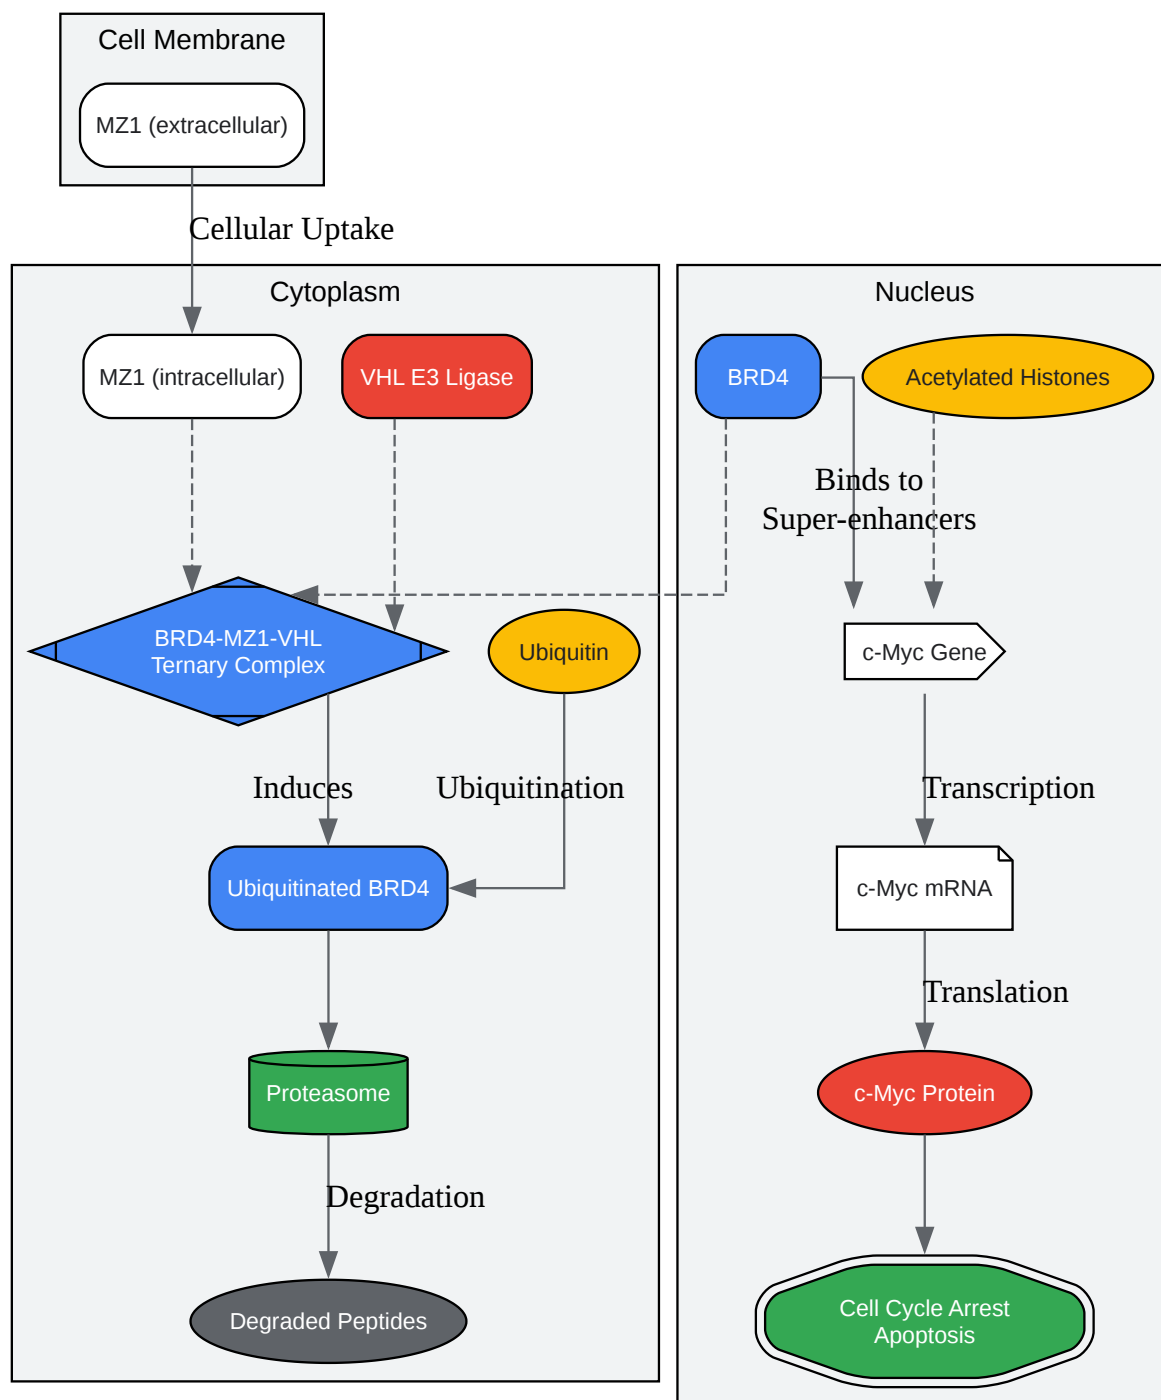 Cell Membrane
MZ1 (extracellular)
Cellular Uptake
Cytoplasm
Nucleus
MZ1 (intracellular)
VHL E3 Ligase
BRD4
Acetylated Histones
Binds to
Super-enhancers
BRD4-MZ1-VHL
Ternary Complex
Ubiquitin
c-Myc Gene
Induces
Ubiquitination
Transcription
Ubiquitinated BRD4
c-Myc mRNA
Translation
Proteasome
c-Myc Protein
Degradation
Degraded Peptides
Cell Cycle Arrest
Apoptosis